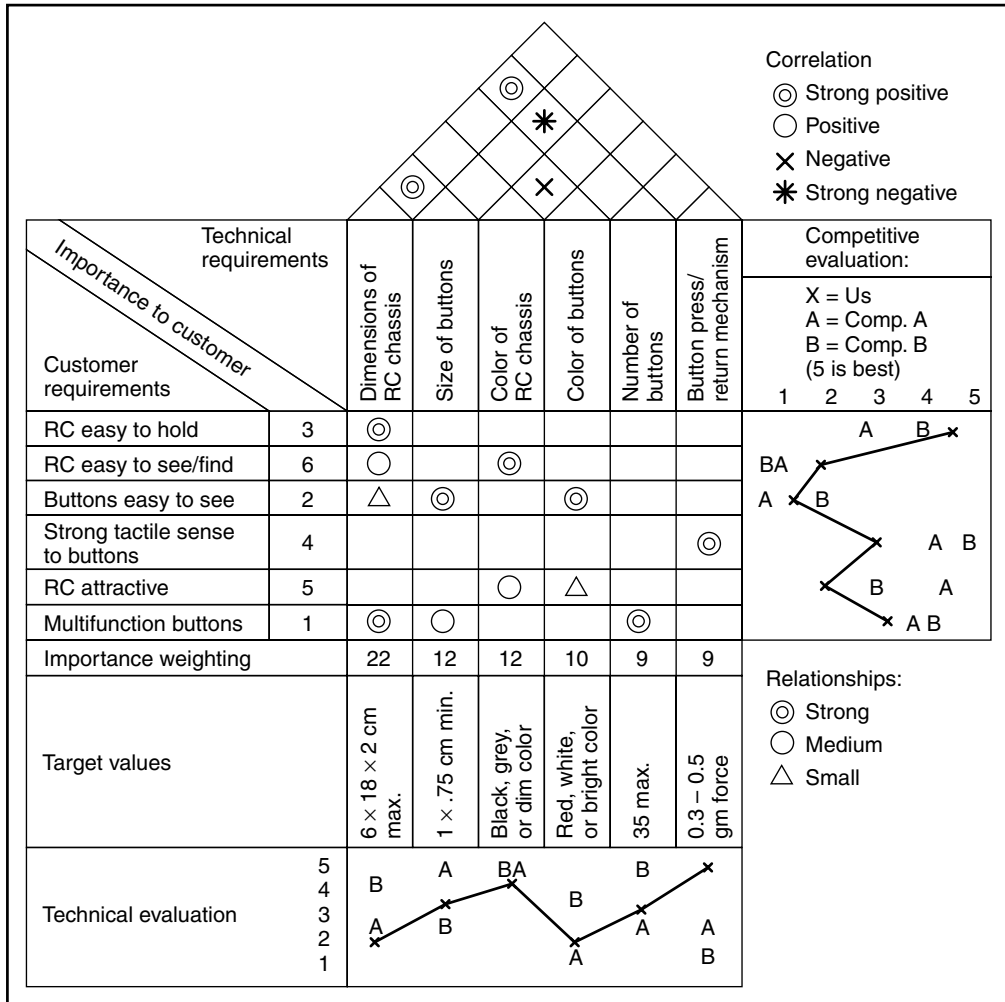 Correlation
Strong positive
Positive
Negative
Strong negative
Technical
requirements
Importance to customer
Customer
requirements
Dimensions of
RC chassis
Size of buttons
Color of
RC chassis
Color of buttons
Number of
buttons
Button press/
return mechanism
Competitive
evaluation:
X = Us
A = Comp. A
B = Comp. B
(5 is best)
1 2 3 4 5
RC easy to hold 3 A B
RC easy to see/find 6 BA
Buttons easy to see 2 A B
Strong tactile sense
to buttons 4 A B
RC attractive 5 B A
Multifunction buttons 1 A B
Importance weighting 22 12 12 10 9 9
Relationships:
Strong
Medium
Small
Target values
6 × 18 × 2 cm
max.
1 × .75 cm min.
Black, grey,
or dim color
Red, white,
or bright color
35 max.
0.3 – 0.5
gm force
Technical evaluation
5 A BA B
4 B
3 B
2 A B A A
1 A B